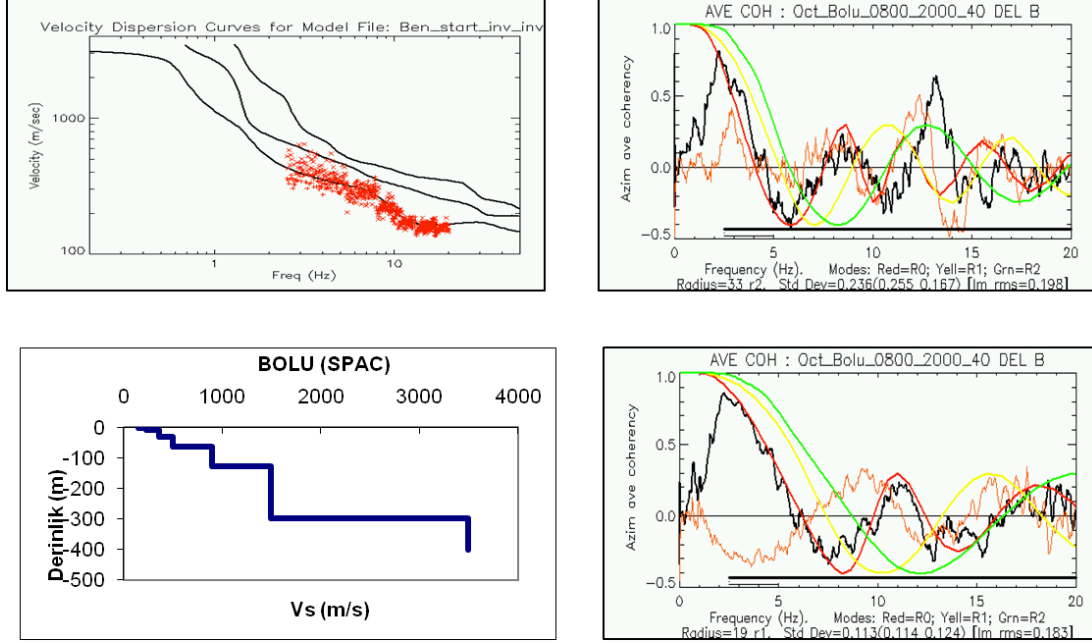 Velocity Dispersion Curves for Model File: Ben_start_inv_inv
1000
100
Velocity (m/sec)
1
10
Freq (Hz)
AVE COH : Oct_Bolu_0800_2000_40 DEL B
1.0
0.5
0.0
-0.5
Azim ave coherency
0
5
10
15
20
Frequency (Hz). Modes: Red=R0; Yell=R1; Grn=R2
Radius=33 r2. Std Dev=0.236(0.255 0.167) [Im rms=0.198)
BOLU (SPAC)
0
1000
2000
3000
4000
0
-100
-200
-300
-400
-500
Derinlik (m)
Vs (m/s)
AVE COH : Oct_Bolu_0800_2000_40 DEL B
1.0
0.5
0.0
-0.5
Azim ave coherency
0
5
10
15
20
Frequency (Hz). Modes: Red=R0; Yell=R1; Grn=R2
Radius=19 r1. Std Dev=0.113(0.114 0.124) [Im rms=0.183)